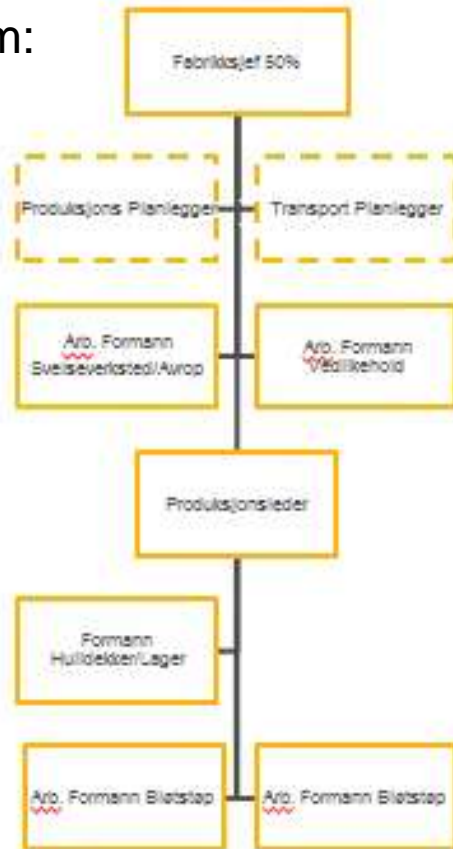 m:
Fabrikksjef 50%
Produksjons Planlegger
Transport Planlegger
Arb. Formann
Sveiseverksted/Avrop
Arb. Formann
Vedlikehold
Produksjonsleder
Formann
Hulldekker/Lager
Arb. Formann Bløtstøp
Arb. Formann Bløtstøp